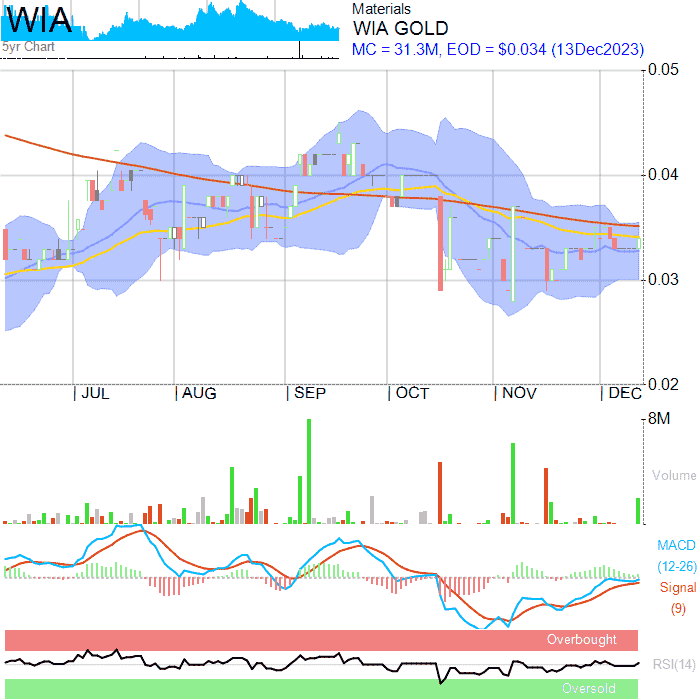 WIA
5yr Chart
Materials
WIA GOLD
MC = 31.3M, EOD = $0.034 (13Dec2023)
0.05
0.04
0.03
0.02
JUL AUG SEP OCT NOV DEC
8M
Volume
MACD
(12-26)
Signal
(9)
Overbought
RSI(14)
Oversold